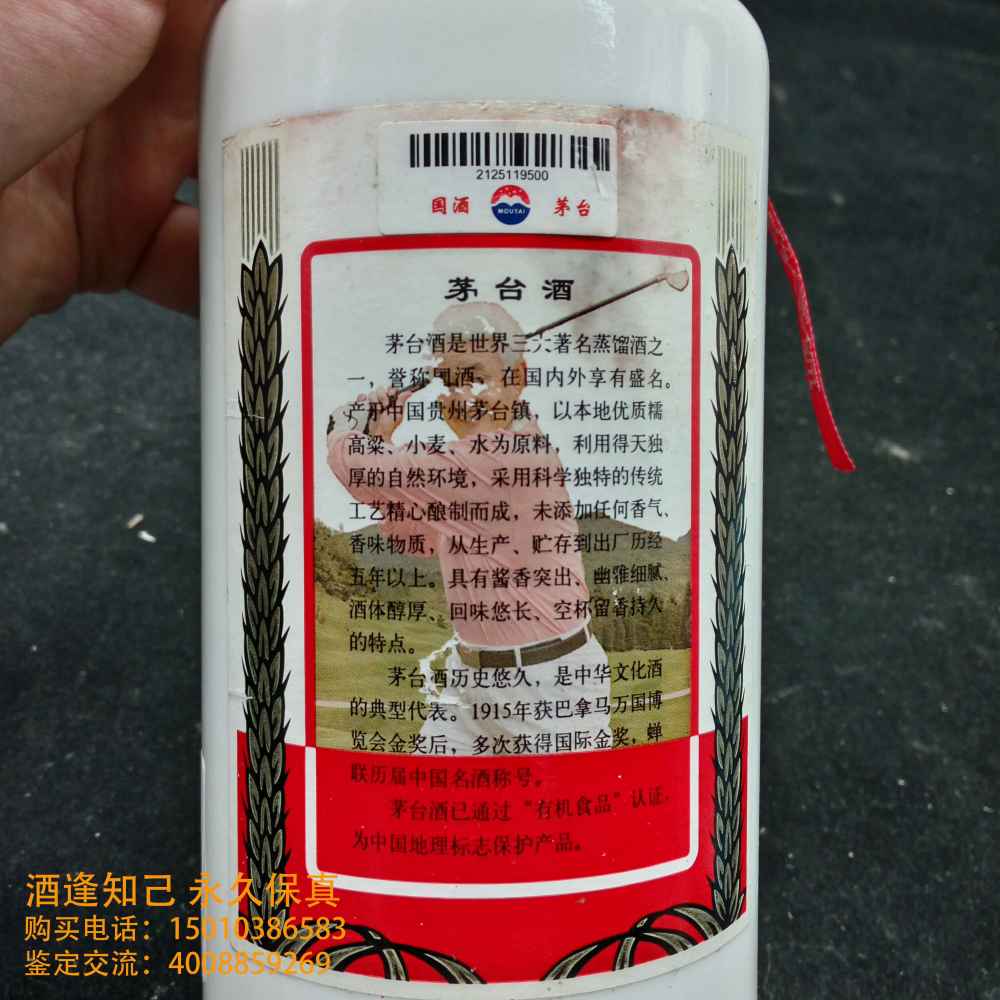 2125119500
国酒 MOUTAI 茅台
茅台酒
茅台酒是世界三大著名蒸馏酒之
一，誉称国酒，在国内外享有盛名。
产于中国贵州茅台镇，以本地优质糯
高粱、小麦、水为原料，利用得天独
厚的自然环境，采用科学独特的传统
工艺精心酿制而成，未添加任何香气、
香味物质，从生产、贮存到出厂历经
五年以上。具有酱香突出、幽雅细腻、
酒体醇厚、回味悠长、空杯留香持久
的特点。
茅台酒历史悠久，是中华文化酒
的典型代表。1915年获巴拿马万国博
览会金奖后，多次获得国际金奖，蝉
联历届中国名酒称号。
茅台酒已通过“有机食品”认证，
为中国地理标志保护产品。
酒逢知己 永久保真
购买电话：15010386583
鉴定交流：4008859269